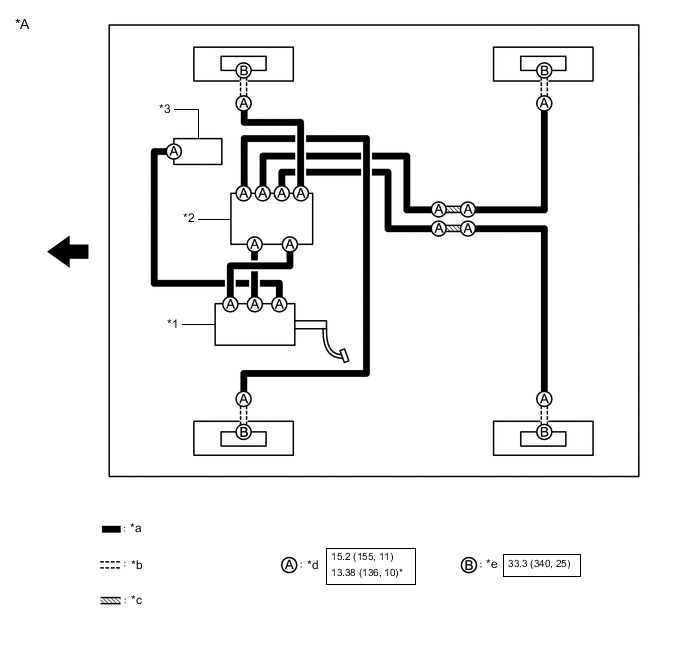 *A
B
B
A
A
*3
A
A
A
A
A
*2
A
A
A
A
A
A
A
A
A
*1
A
A
B
B
: *a
: *b
A : *d
15.2 (155, 11)
13.38 (136, 10)*
B : *e
33.3 (340, 25)
: *c